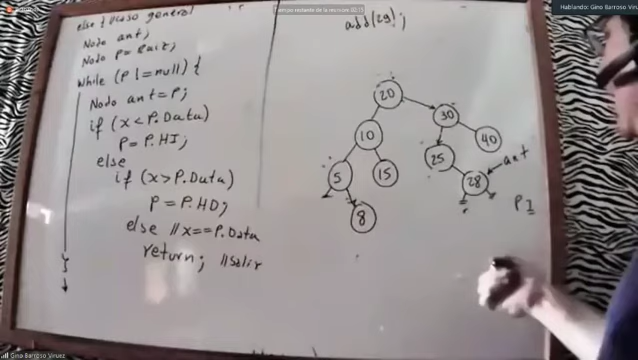 Hablando: Gino Barroso Viruez
else { //caso general
Nodo ant;
Nodo P=Raiz;
while (P!=null) {
Nodo ant=P;
if (x<P.Data)
P=P.HI;
else
if (x>P.Data)
P=P.HD;
else //x==P.Data
return; //salir
}
add(29);
20
10
30
5
15
25
40
8
28
ant
P
Gino Barroso Viruez